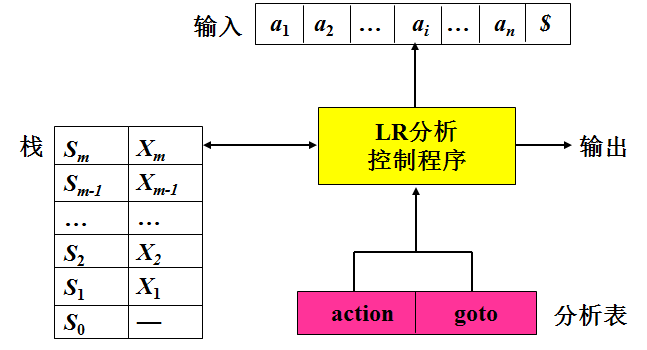 输入 a1 a2 … ai … an $
LR分析
控制程序
输出
栈
Sm Xm
Sm-1 Xm-1
… …
S2 X2
S1 X1
S0 —
action goto
分析表